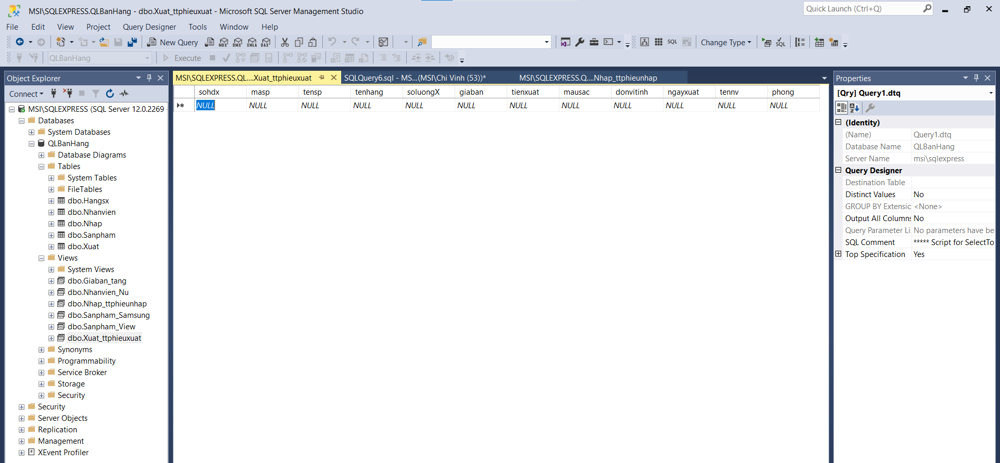 MSI\SQLEXPRESS.QLBanHang - dbo.Xuat_ttphieuxuat - Microsoft SQL Server Management Studio
Quick Launch (Ctrl+Q)
File Edit View Project Query Designer Tools Window Help
New Query MDX DMX XMLA DAX SQL Change Type SQL
QLBanHang Execute
Object Explorer
Connect
MSI\SQLEXPRESS (SQL Server 12.0.2269 -
Databases
System Databases
QLBanHang
Database Diagrams
Tables
System Tables
FileTables
dbo.Hangsx
dbo.Nhanvien
dbo.Nhap
dbo.Sanpham
dbo.Xuat
Views
System Views
dbo.Giaban_tang
dbo.Nhanvien_Nu
dbo.Nhap_ttphieunhap
dbo.Sanpham_Samsung
dbo.Sanpham_View
dbo.Xuat_ttphieuxuat
Synonyms
Programmability
Service Broker
Storage
Security
Security
Server Objects
Replication
Management
XEvent Profiler
MSI\SQLEXPRESS.QL....Xuat_ttphieuxuat SQLQuery6.sql - MS...(MSI\Chi Vinh (53))* MSI\SQLEXPRESS.Q....Nhap_ttphieunhap
sohdx masp tensp tenhang soluongX giaban tienxuat mausac donvitinh ngayxuat tennv phong
NULL NULL NULL NULL NULL NULL NULL NULL NULL NULL NULL NULL
Properties
[Qry] Query1.dtq
(Identity)
(Name) Query1.dtq
Database Name QLBanHang
Server Name msi\sqlexpress
Query Designer
Destination Table
Distinct Values No
GROUP BY Extensic <None>
Output All Columns No
Query Parameter Li No parameters have be
SQL Comment ***** Script for SelectTo
Top Specification Yes